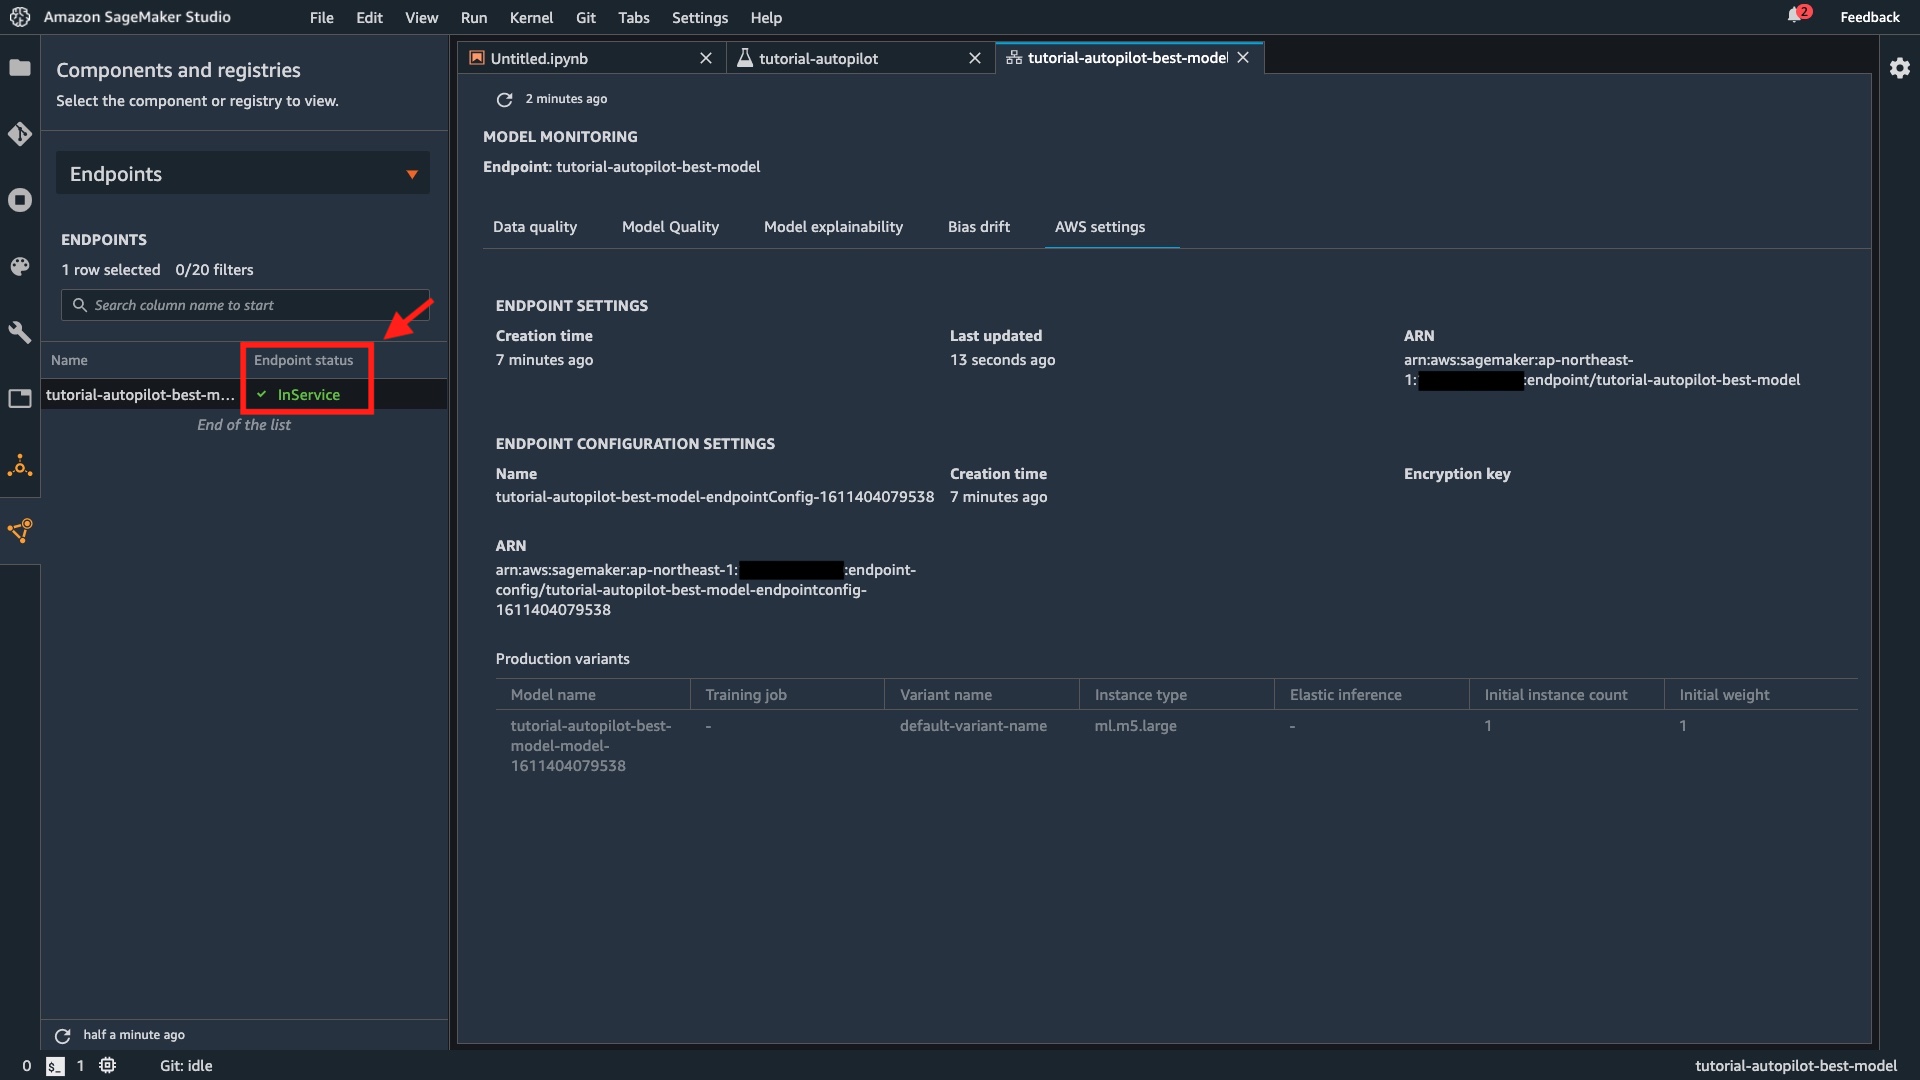 Amazon SageMaker Studio
File Edit View Run Kernel Git Tabs Settings Help
2
Feedback
Components and registries
Select the component or registry to view.
Endpoints
ENDPOINTS
1 row selected 0/20 filters
Search column name to start
Name Endpoint status
tutorial-autopilot-best-m... InService
End of the list
half a minute ago
Untitled.ipynb
tutorial-autopilot
tutorial-autopilot-best-model
2 minutes ago
MODEL MONITORING
Endpoint: tutorial-autopilot-best-model
Data quality Model Quality Model explainability Bias drift AWS settings
ENDPOINT SETTINGS
Creation time Last updated ARN
7 minutes ago 13 seconds ago arn:aws:sagemaker:ap-northeast-
1: :endpoint/tutorial-autopilot-best-model
ENDPOINT CONFIGURATION SETTINGS
Name Creation time Encryption key
tutorial-autopilot-best-model-endpointConfig-1611404079538 7 minutes ago
ARN
arn:aws:sagemaker:ap-northeast-1: :endpoint-
config/tutorial-autopilot-best-model-endpointconfig-
1611404079538
Production variants
Model name Training job Variant name Instance type Elastic inference Initial instance count Initial weight
tutorial-autopilot-best- - default-variant-name ml.m5.large - 1 1
model-model-
1611404079538
0 $_ 1 Git: idle
tutorial-autopilot-best-model